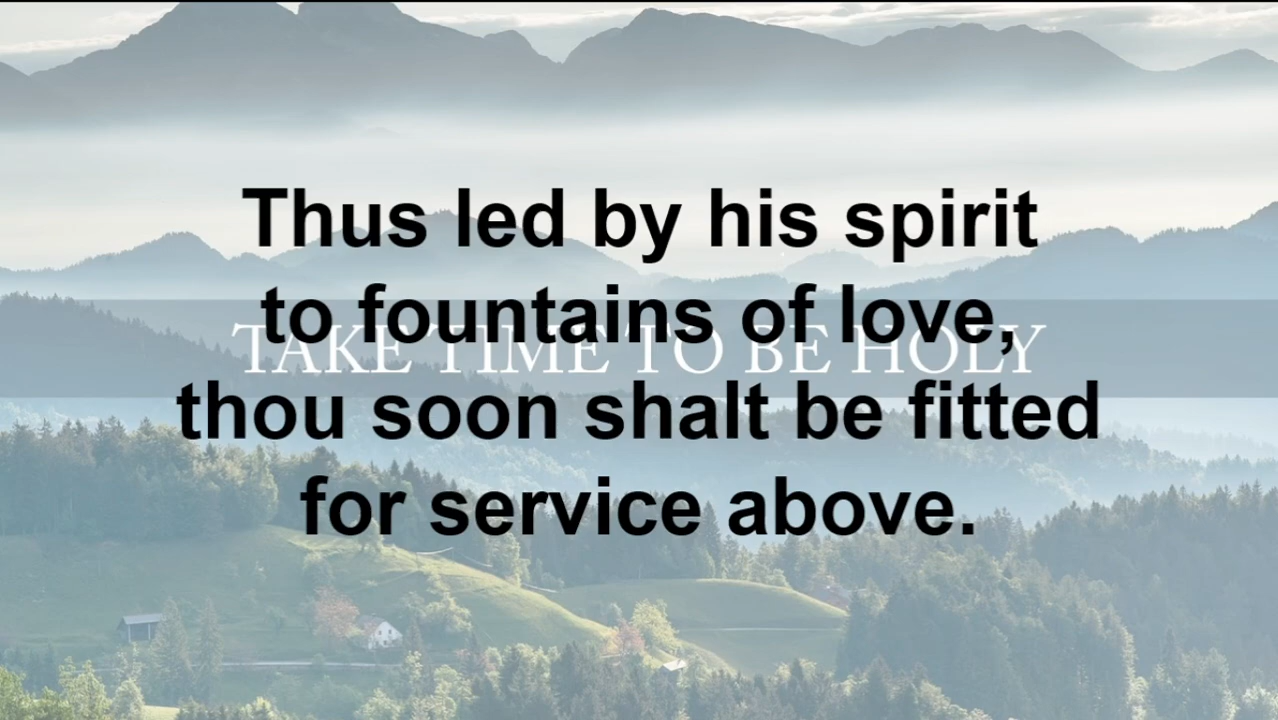 Thus led by his spirit
to fountains of love,
TAKE TIME TO BE HOLY
thou soon shalt be fitted
for service above.